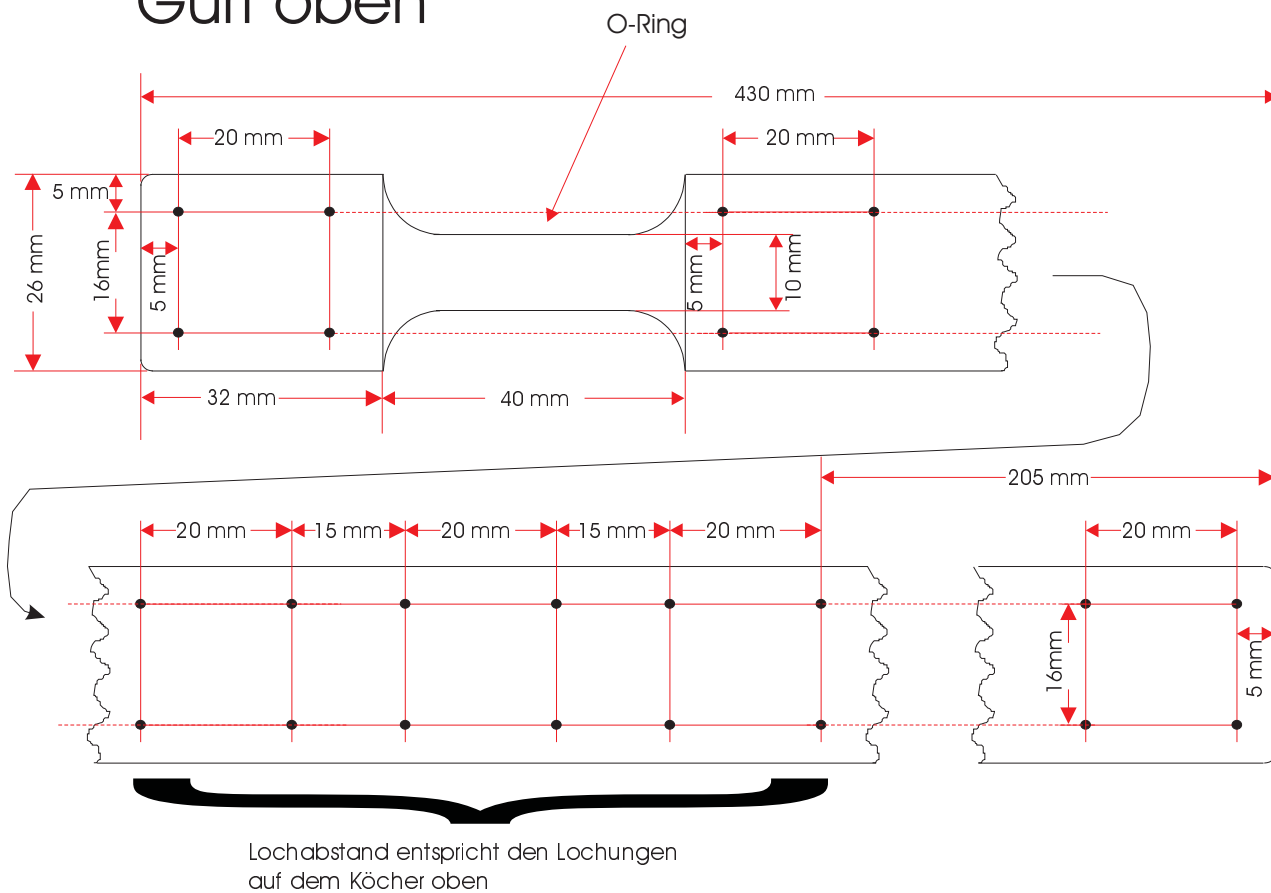 Gurt oben
O-Ring
430 mm
20 mm
20 mm
5 mm
26 mm
16mm
5 mm
5 mm
10 mm
32 mm
40 mm
205 mm
20 mm
15 mm
20 mm
15 mm
20 mm
20 mm
16mm
5 mm
Lochabstand entspricht den Lochungen
auf dem Köcher oben